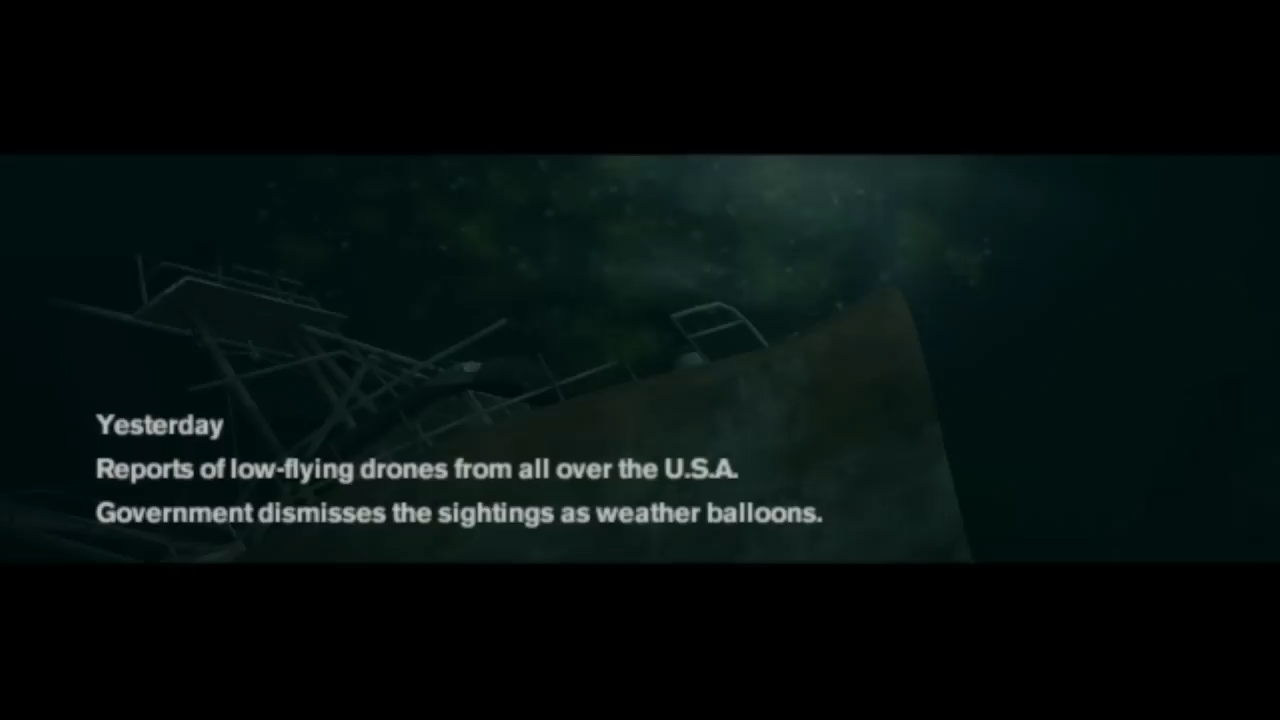 Yesterday
Reports of low-flying drones from all over the U.S.A.
Government dismisses the sightings as weather balloons.